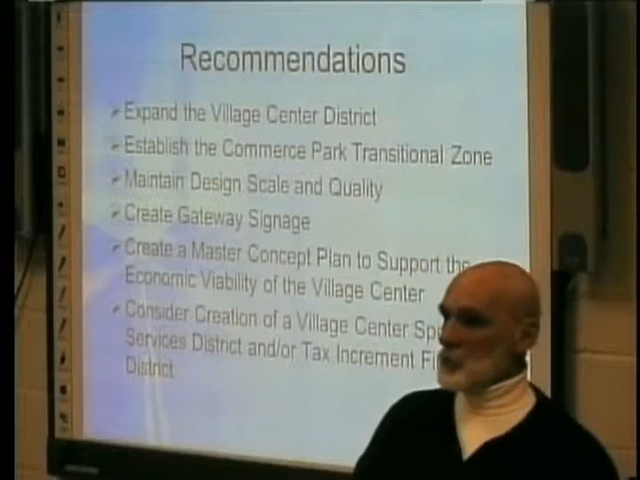 Recommendations
Expand the Village Center District
Establish the Commerce Park Transitional Zone
Maintain Design Scale and Quality
Create Gateway Signage
Create a Master Concept Plan to Support the
Economic Viability of the Village Center
Consider Creation of a Village Center
Services District and/or Tax Increment
District